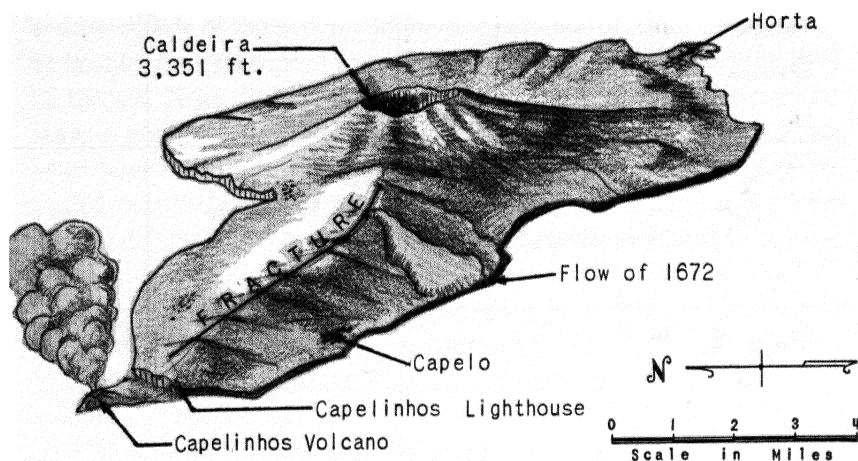 Horta
Caldeira
3,351 ft.
FRACTURE
Flow of 1672
Capelo
N
Capelinhos Lighthouse
Capelinhos Volcano
0 1 2 3 4
Scale in Miles